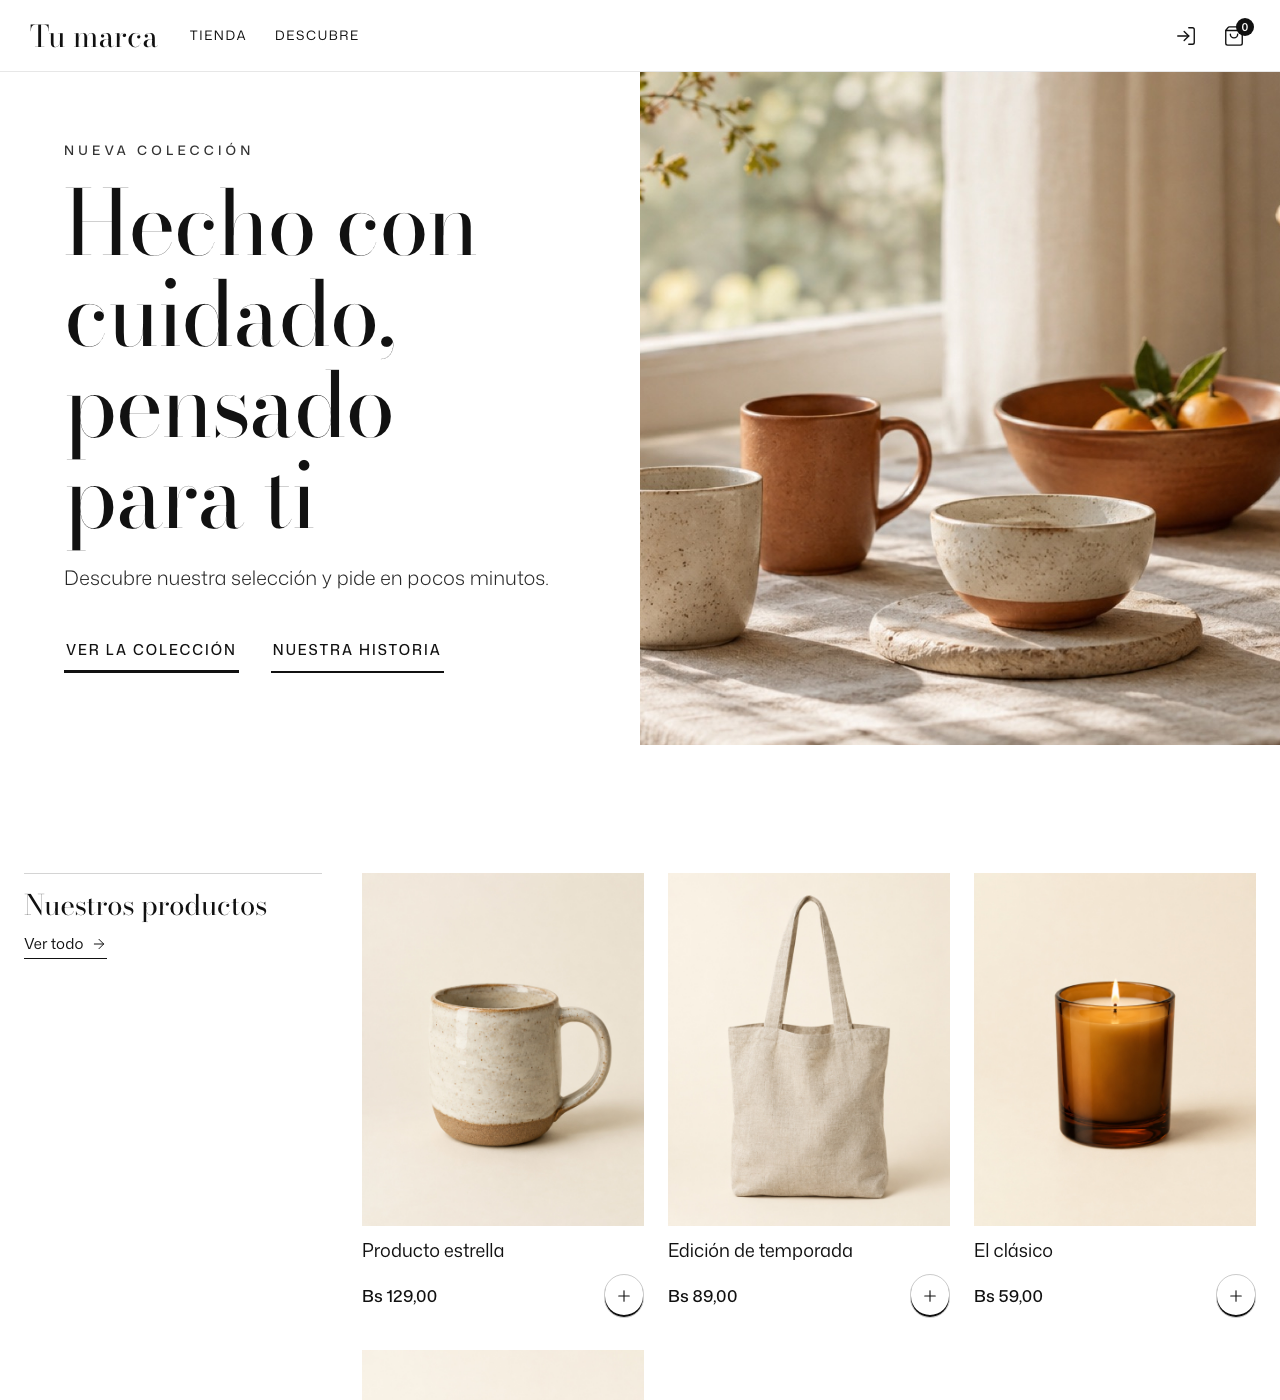 Tu marca
TIENDA
DESCUBRE
0
NUEVA COLECCIÓN
Hecho con
cuidado,
pensado
para ti
Descubre nuestra selección y pide en pocos minutos.
VER LA COLECCIÓN
NUESTRA HISTORIA
Nuestros productos
Ver todo
Producto estrella
Bs 129,00
Edición de temporada
Bs 89,00
El clásico
Bs 59,00